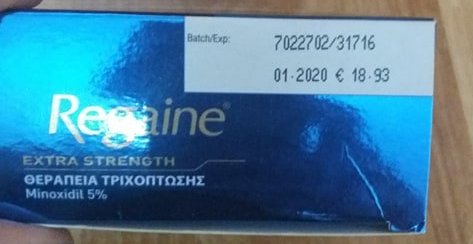 Batch/Exp: 7022702/31716
01-2020 € 18-93
Regaine®
EXTRA STRENGTH
ΘΕΡΑΠΕΙΑ ΤΡΙΧΟΠΤΩΣΗΣ
Minoxidil 5%